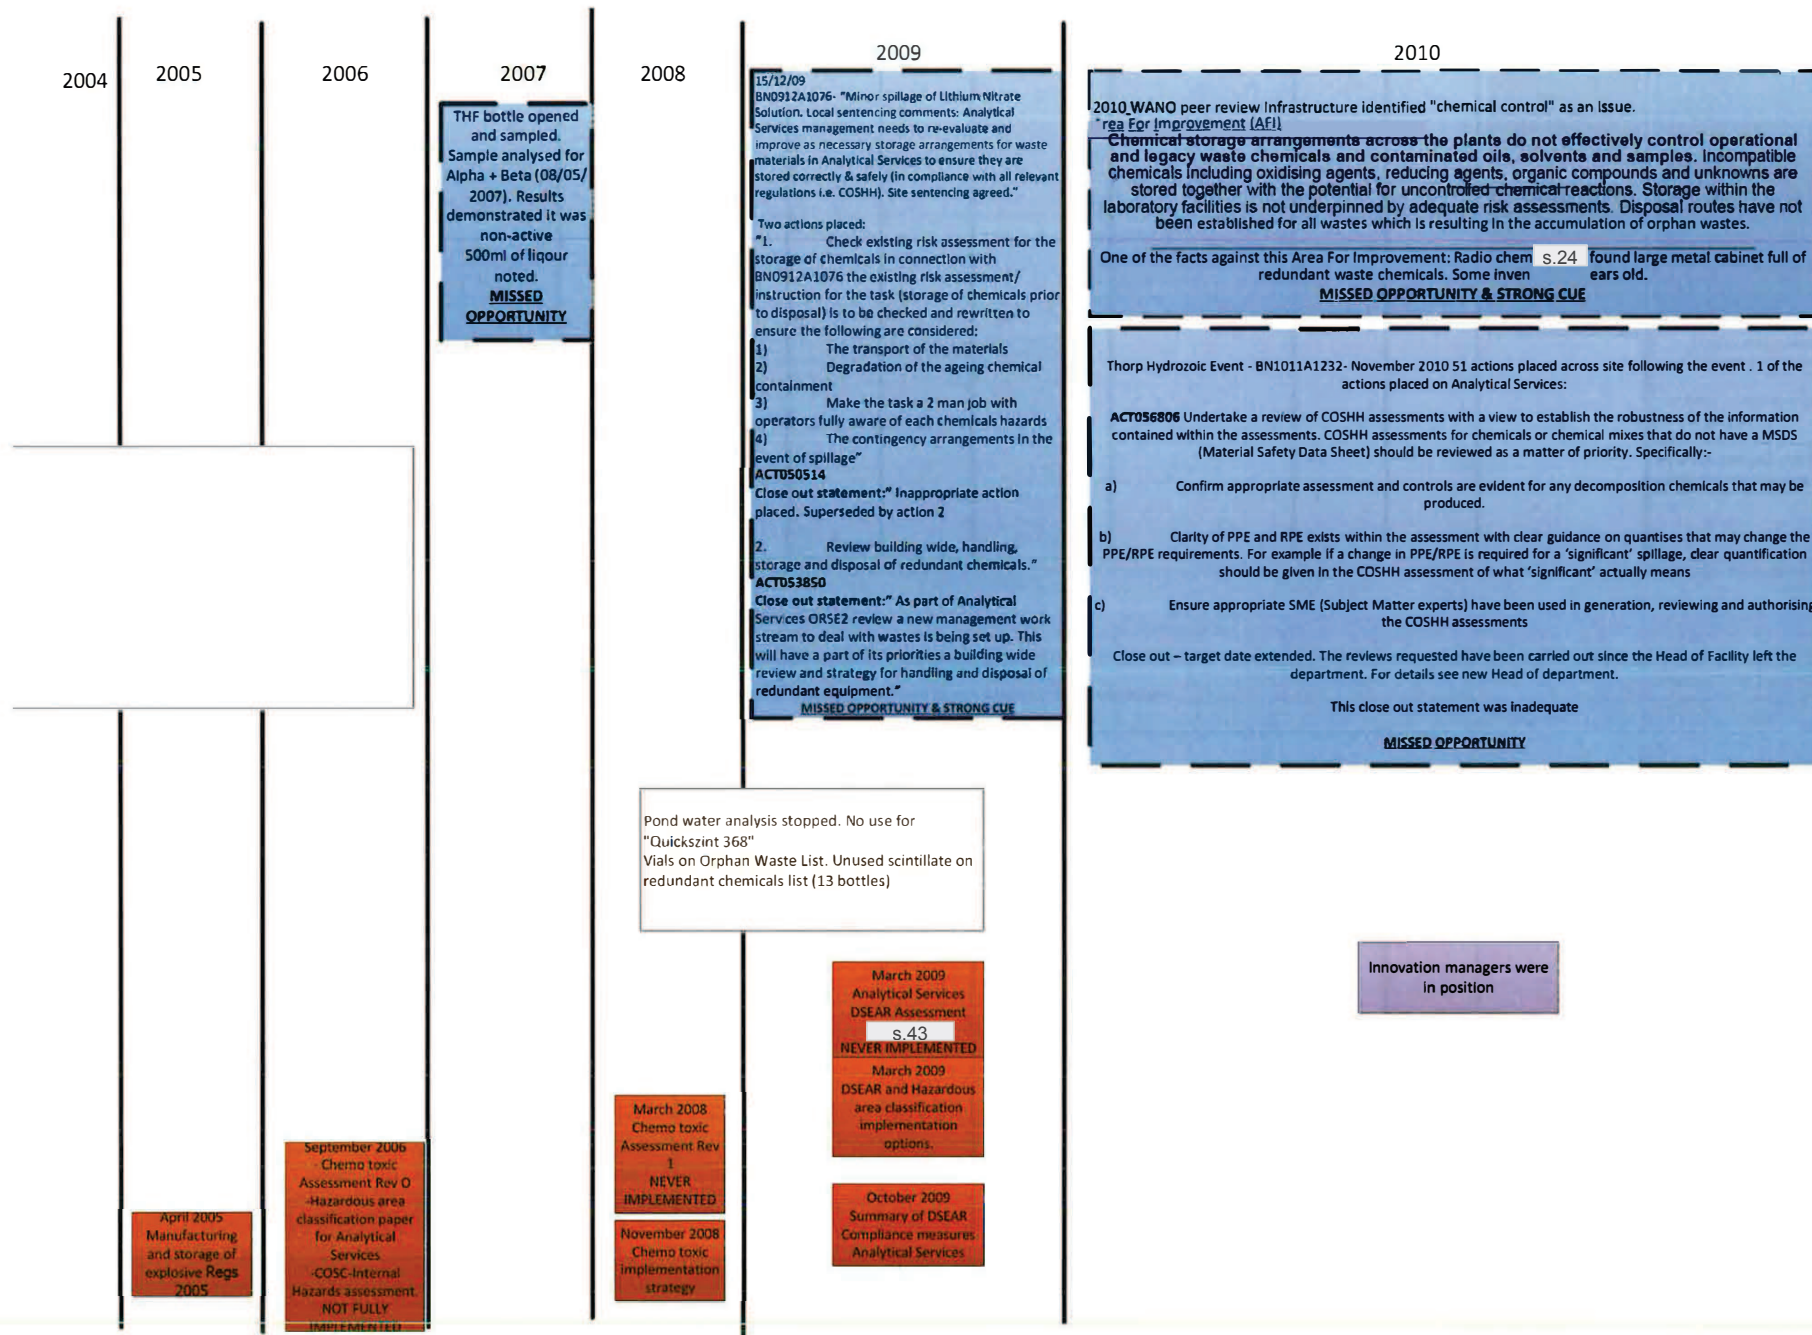 2004
2005
2006
2007
2008
2009
2010
THF bottle opened
and sampled.
Sample analysed for
Alpha + Beta (08/05/
2007). Results
demonstrated it was
non-active
500ml of liqour
noted.
MISSED
OPPORTUNITY
15/12/09
BN0912A1076- "Minor spillage of Lithium Nitrate
Solution. Local sentencing comments: Analytical
Services management needs to re-evaluate and
improve as necessary storage arrangements for waste
materials in Analytical Services to ensure they are
stored correctly & safely (in compliance with all relevant
regulations i.e. COSHH). Site sentencing agreed."
Two actions placed:
"1. Check existing risk assessment for the
storage of chemicals in connection with
BN0912A1076 the existing risk assessment/
instruction for the task (storage of chemicals prior
to disposal) is to be checked and rewritten to
ensure the following are considered:
1) The transport of the materials
2) Degradation of the ageing chemical
containment
3) Make the task a 2 man job with
operators fully aware of each chemicals hazards
4) The contingency arrangements in the
event of spillage"
ACT050514
Close out statement:" Inappropriate action
placed. Superseded by action 2
2. Review building wide, handling,
storage and disposal of redundant chemicals."
ACT053850
Close out statement:" As part of Analytical
Services ORSE2 review a new management work
stream to deal with wastes is being set up. This
will have a part of its priorities a building wide
review and strategy for handling and disposal of
redundant equipment."
MISSED OPPORTUNITY & STRONG CUE
2010 WANO peer review Infrastructure identified "chemical control" as an Issue.
rea For Improvement (AFI)
Chemical storage arrangements across the plants do not effectively control operational
and legacy waste chemicals and contaminated oils, solvents and samples. Incompatible
chemicals including oxidising agents, reducing agents, organic compounds and unknowns are
stored together with the potential for uncontrolled chemical reactions. Storage within the
laboratory facilities is not underpinned by adequate risk assessments. Disposal routes have not
been established for all wastes which is resulting in the accumulation of orphan wastes.
One of the facts against this Area For Improvement: Radio chem s.24 found large metal cabinet full of
redundant waste chemicals. Some inven ears old.
MISSED OPPORTUNITY & STRONG CUE
Thorp Hydrozoic Event - BN1011A1232- November 2010 51 actions placed across site following the event . 1 of the
actions placed on Analytical Services:
ACT056806 Undertake a review of COSHH assessments with a view to establish the robustness of the information
contained within the assessments. COSHH assessments for chemicals or chemical mixes that do not have a MSDS
(Material Safety Data Sheet) should be reviewed as a matter of priority. Specifically:-
a) Confirm appropriate assessment and controls are evident for any decomposition chemicals that may be
produced.
b) Clarity of PPE and RPE exists within the assessment with clear guidance on quantises that may change the
PPE/RPE requirements. For example if a change in PPE/RPE is required for a 'significant' spillage, clear quantification
should be given in the COSHH assessment of what 'significant' actually means
c) Ensure appropriate SME (Subject Matter experts) have been used in generation, reviewing and authorising
the COSHH assessments
Close out – target date extended. The reviews requested have been carried out since the Head of Facility left the
department. For details see new Head of department.
This close out statement was inadequate
MISSED OPPORTUNITY
Pond water analysis stopped. No use for
"Quickszint 368"
Vials on Orphan Waste List. Unused scintillate on
redundant chemicals list (13 bottles)
Innovation managers were
in position
March 2009
Analytical Services
DSEAR Assessment
s.43
NEVER IMPLEMENTED
March 2009
DSEAR and Hazardous
area classification
implementation
options.
October 2009
Summary of DSEAR
Compliance measures
Analytical Services
March 2008
Chemo toxic
Assessment Rev
1
NEVER
IMPLEMENTED
November 2008
Chemo toxic
implementation
strategy
September 2006
- Chemo toxic
Assessment Rev O
-Hazardous area
classification paper
for Analytical
Services
-COSC-Internal
Hazards assessment.
NOT FULLY
IMPLEMENTED
April 2005
Manufacturing
and storage of
explosive Regs
2005